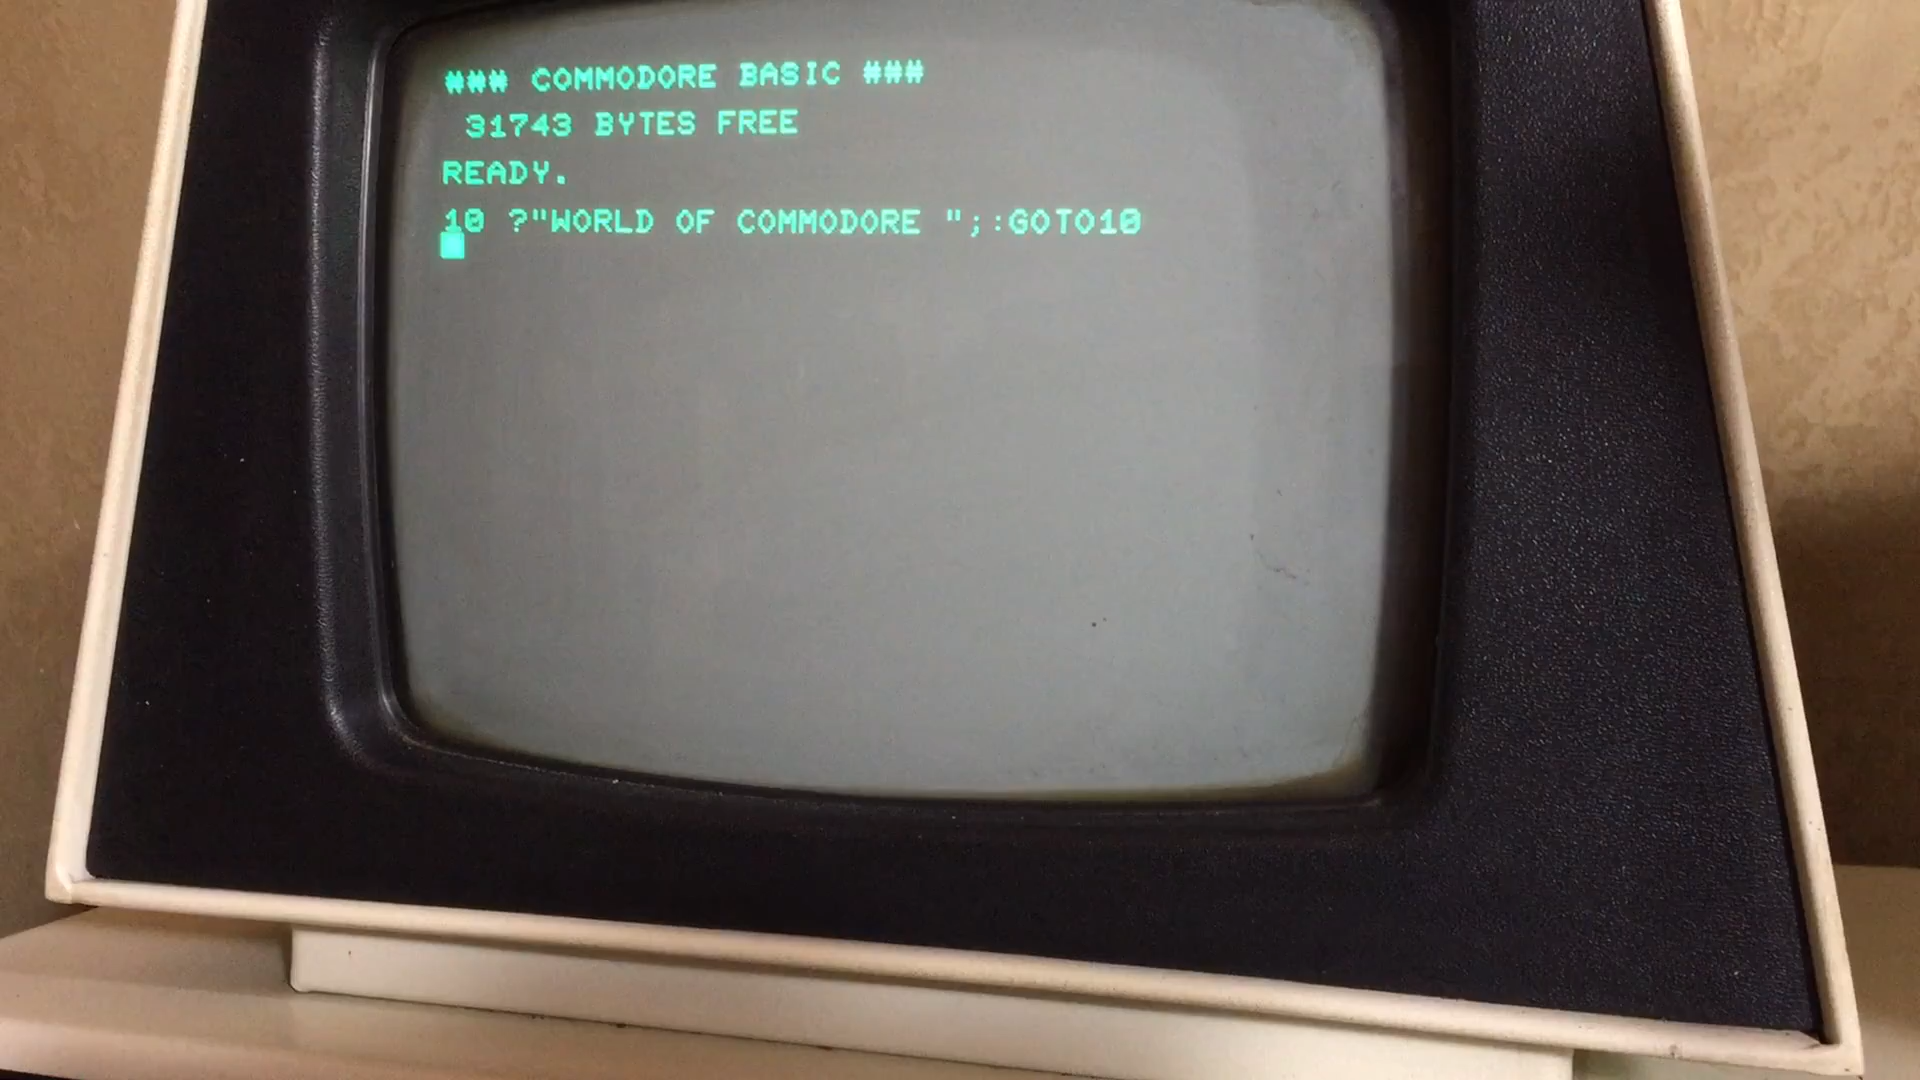 ### COMMODORE BASIC ###
31743 BYTES FREE
READY.
10 ?"WORLD OF COMMODORE ";:GOTO10